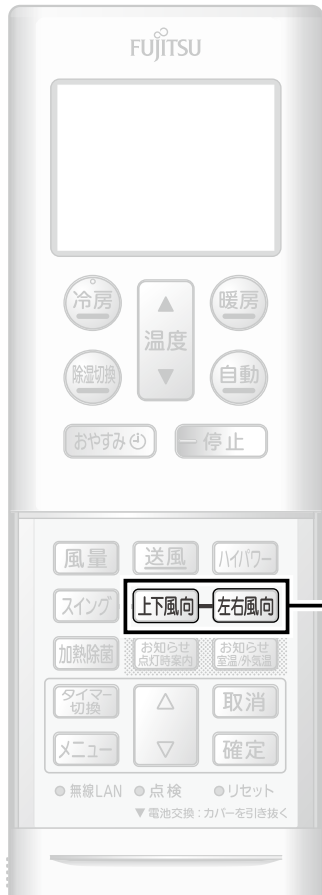 FUJITSU
冷房
▲
温度
▼
暖房
除湿切換
自動
おやすみ
停止
風量 送風 ハイパワー
スイング 上下風向 左右風向
加熱除菌 お知らせ 点灯時案内 お知らせ 室温/外気温
タイマー切換 △ 取消
メニュー ▽ 確定
●無線LAN ●点検 ●リセット
▼電池交換:カバーを引き抜く